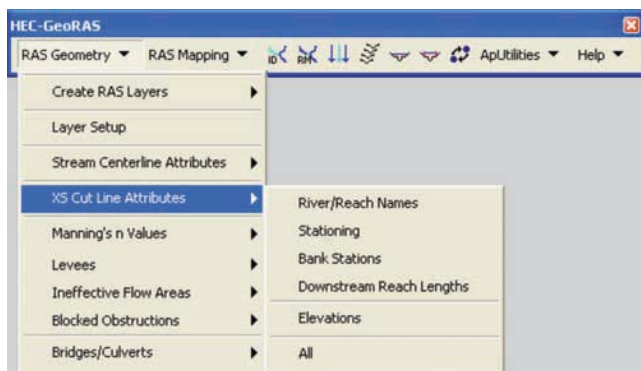 HEC-GeoRAS
RAS Geometry RAS Mapping ID RAR ApUtilities Help
Create RAS Layers
Layer Setup
Stream Centerline Attributes
XS Cut Line Attributes
River/Reach Names
Stationing
Bank Stations
Downstream Reach Lengths
Elevations
All
Manning's n Values
Levees
Ineffective Flow Areas
Blocked Obstructions
Bridges/Culverts